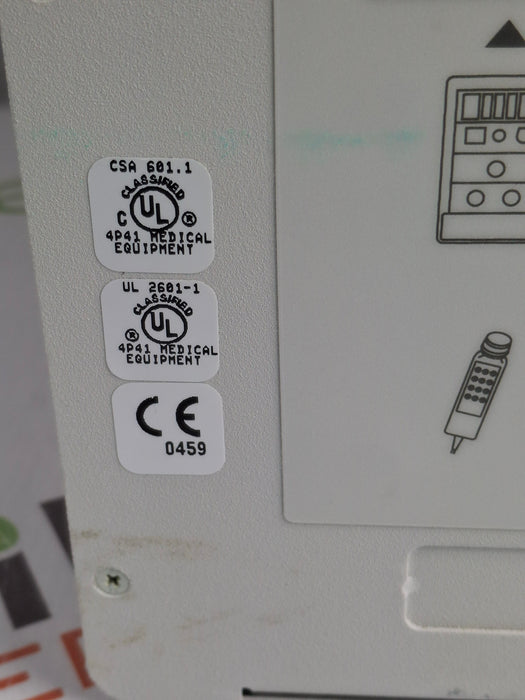 CSA 601.1
CLASSIFIED
C UL ®
4P41 MEDICAL
EQUIPMENT
UL 2601-1
CLASSIFIED
® UL
4P41 MEDICAL
EQUIPMENT
CE
0459